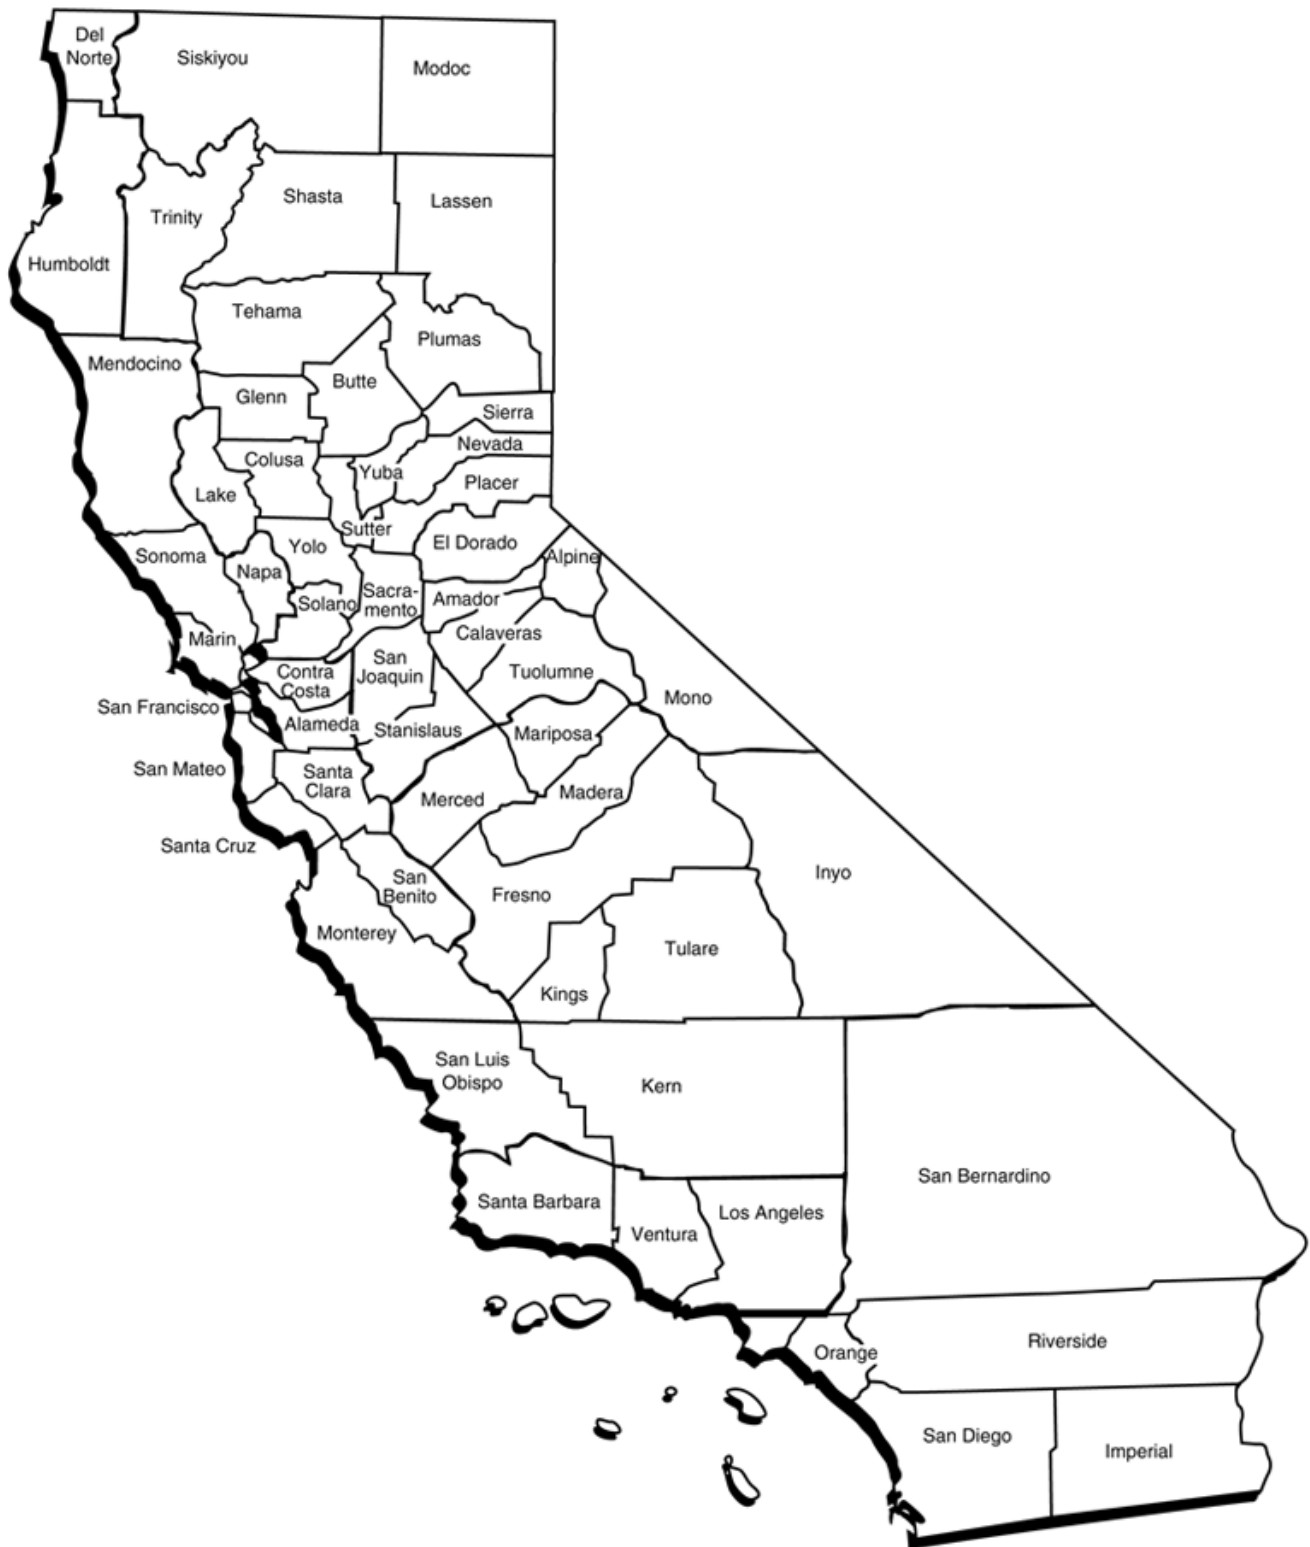 Del
Norte
Siskiyou
Modoc
Shasta
Lassen
Trinity
Humboldt
Tehama
Plumas
Mendocino
Butte
Glenn
Sierra
Nevada
Colusa
Yuba
Placer
Lake
Sutter
El Dorado
Yolo
Sonoma
Alpine
Napa
Sacra-
mento
Solano
Amador
Marin
Calaveras
San
Joaquin
Contra
Costa
Tuolumne
Mono
San Francisco
Alameda
Stanislaus
Mariposa
San Mateo
Santa
Clara
Merced
Madera
Santa Cruz
Inyo
San
Benito
Fresno
Monterey
Tulare
Kings
San Luis
Obispo
Kern
San Bernardino
Santa Barbara
Los Angeles
Ventura
Riverside
Orange
San Diego
Imperial